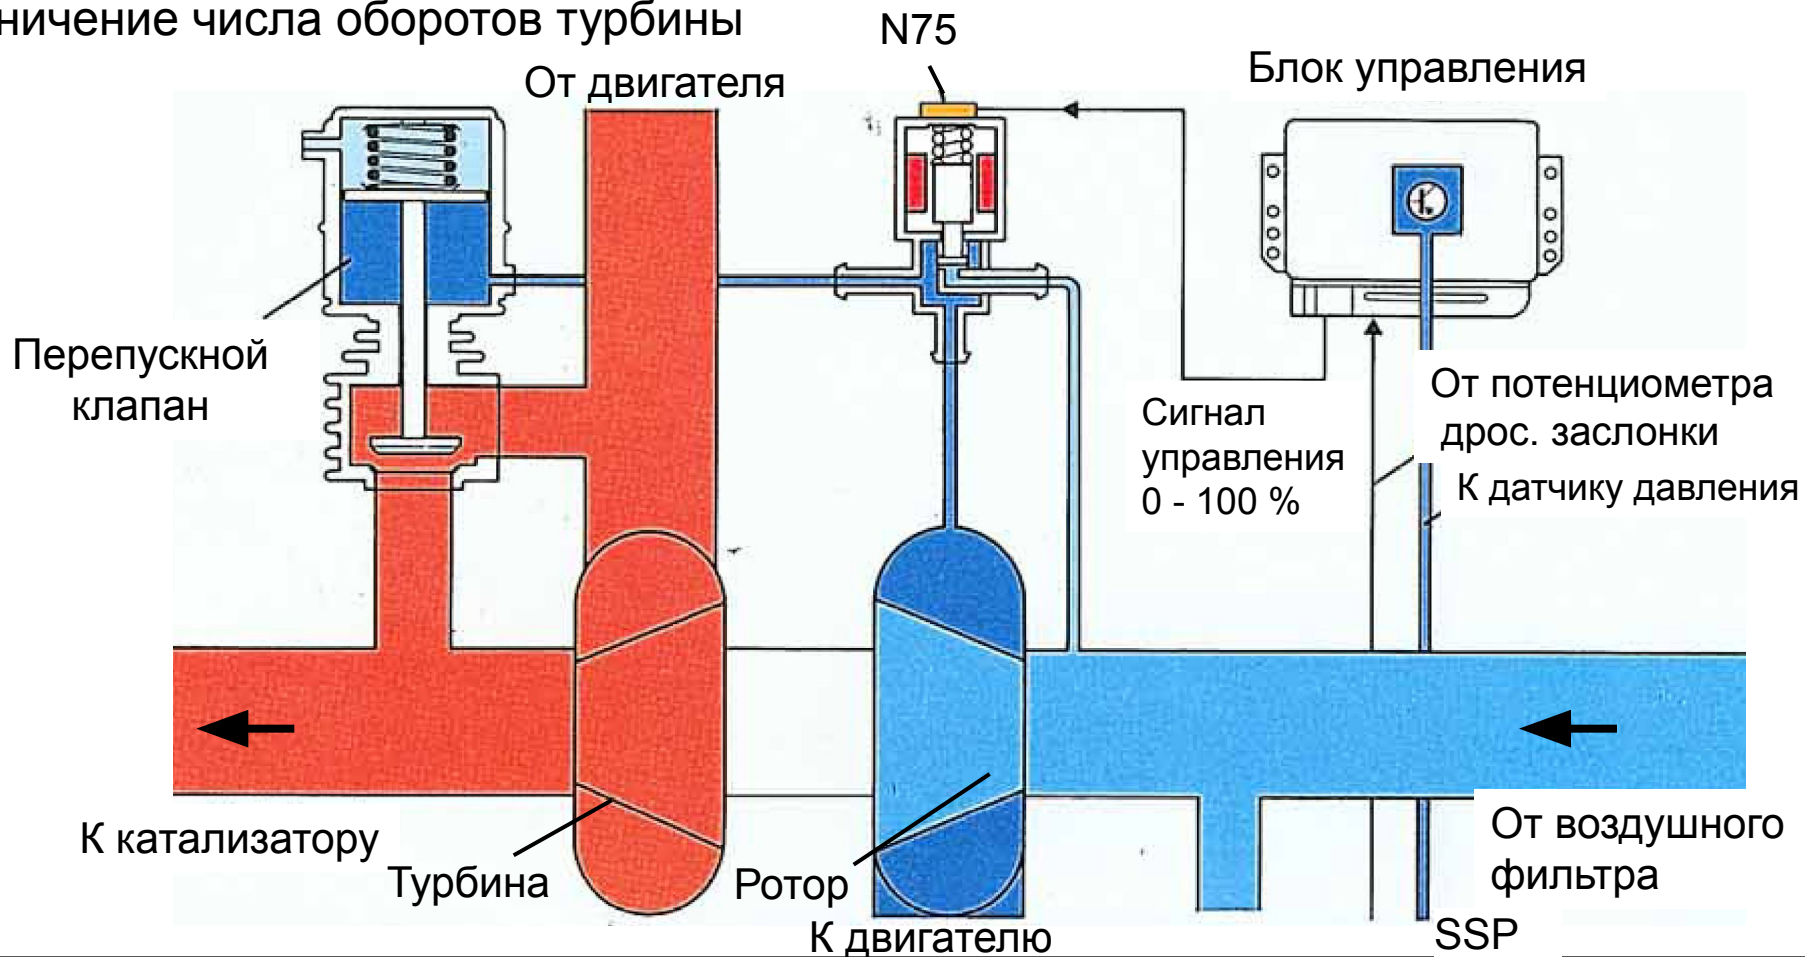 ничение числа оборотов турбины
N75
От двигателя
Блок управления
Перепускной
клапан
Сигнал
управления
0 - 100 %
От потенциометра
дрос. заслонки
К датчику давления
К катализатору
Турбина
Ротор
К двигателю
От воздушного
фильтра
SSP